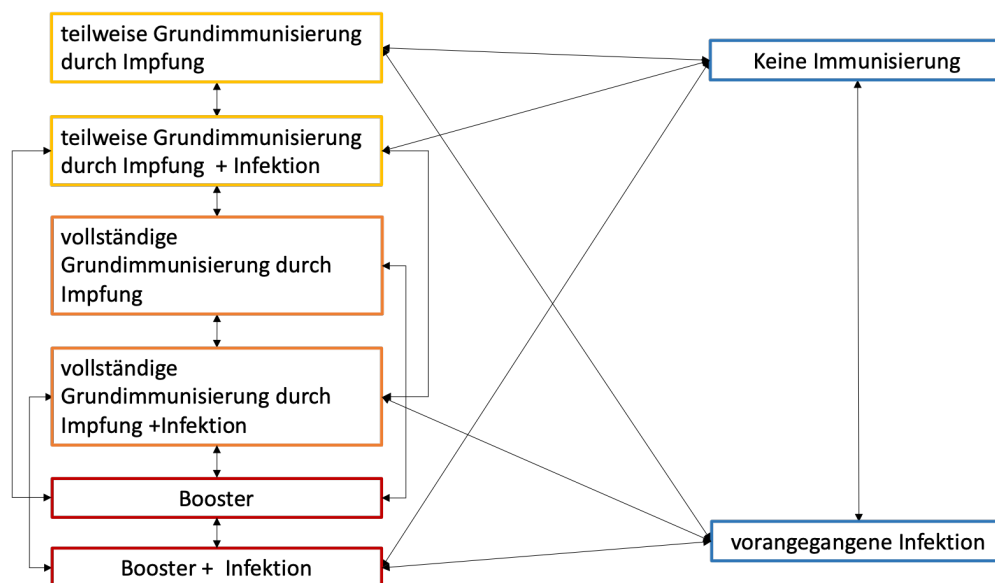 teilweise Grundimmunisierung
durch Impfung
Keine Immunisierung
teilweise Grundimmunisierung
durch Impfung + Infektion
vollständige
Grundimmunisierung durch
Impfung
vollständige
Grundimmunisierung durch
Impfung +Infektion
Booster
vorangegangene Infektion
Booster + Infektion